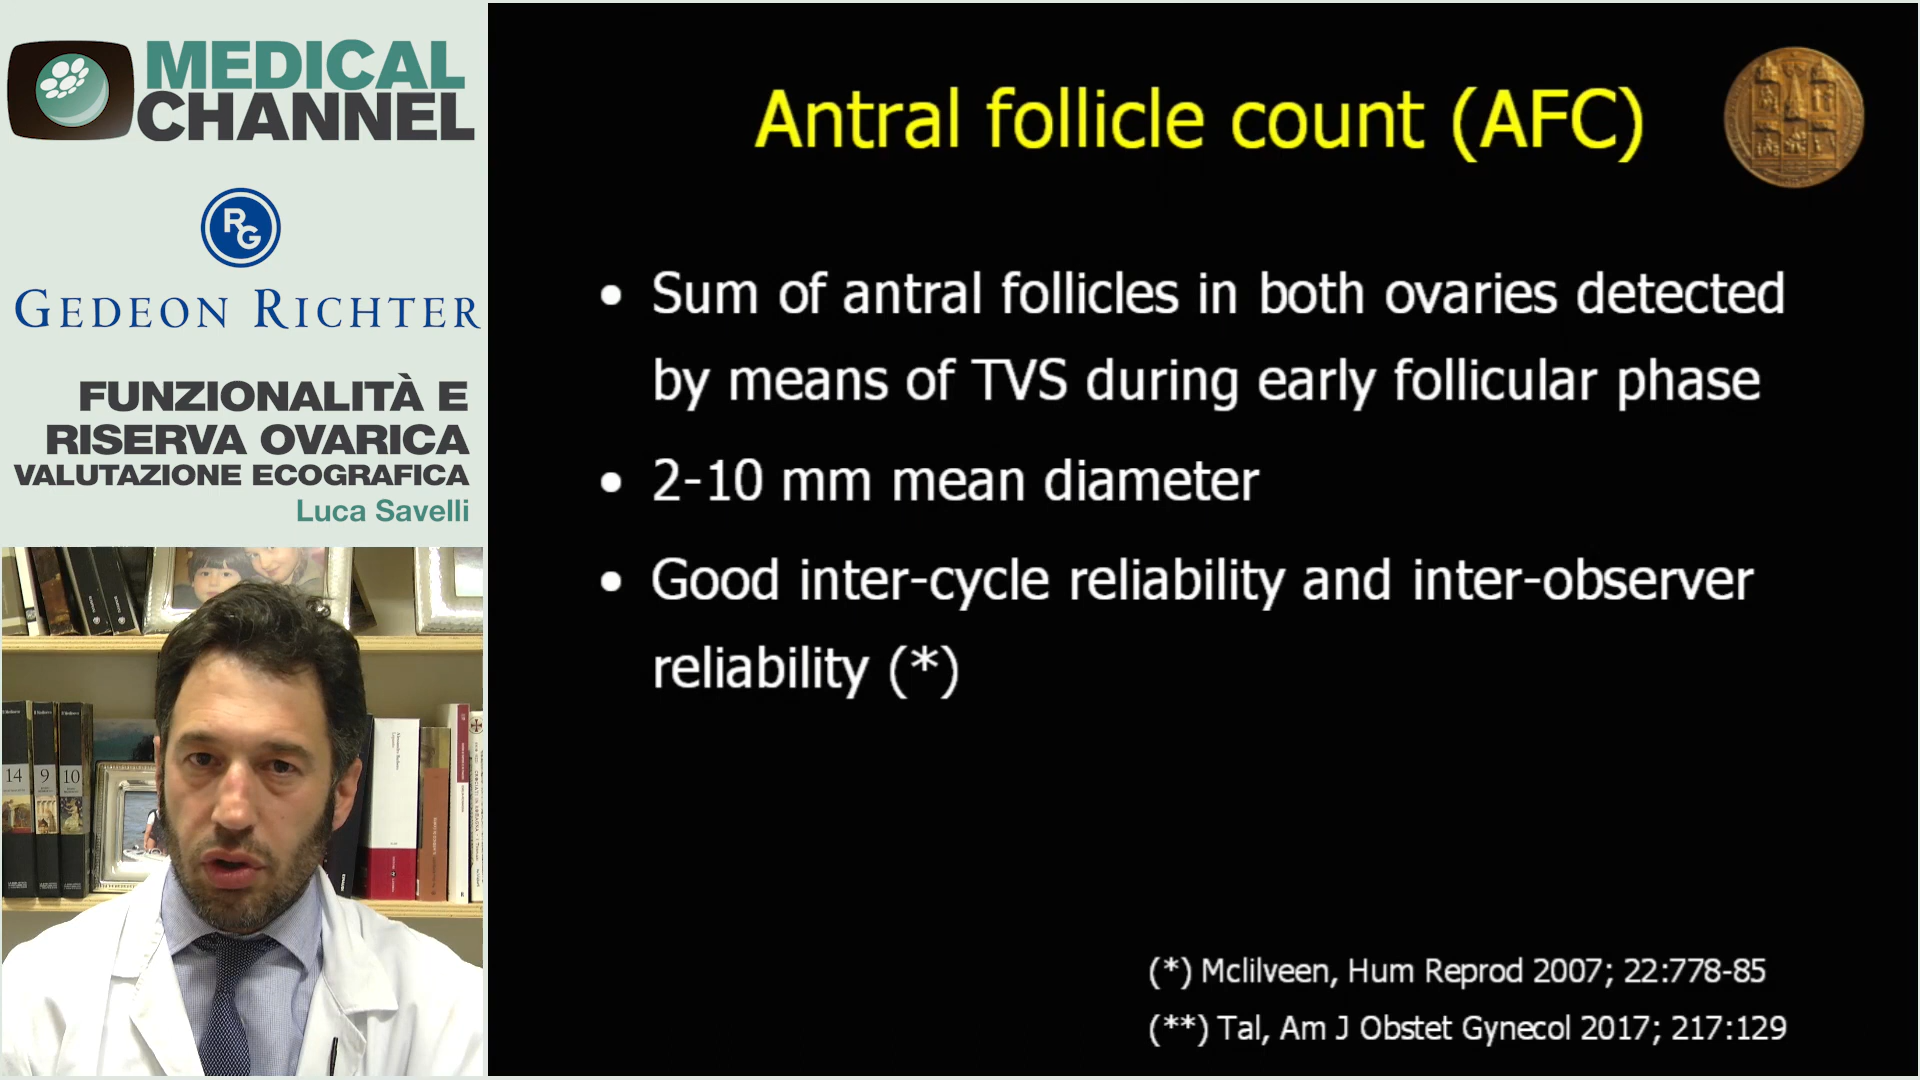 MEDICAL
CHANNEL
RG
GEDEON RICHTER
FUNZIONALITÀ E
RISERVA OVARICA
VALUTAZIONE ECOGRAFICA
Luca Savelli
14 9 10
Antral follicle count (AFC)
• Sum of antral follicles in both ovaries detected
by means of TVS during early follicular phase
• 2-10 mm mean diameter
• Good inter-cycle reliability and inter-observer
reliability (*)
(*) Mclilveen, Hum Reprod 2007; 22:778-85
(**) Tal, Am J Obstet Gynecol 2017; 217:129